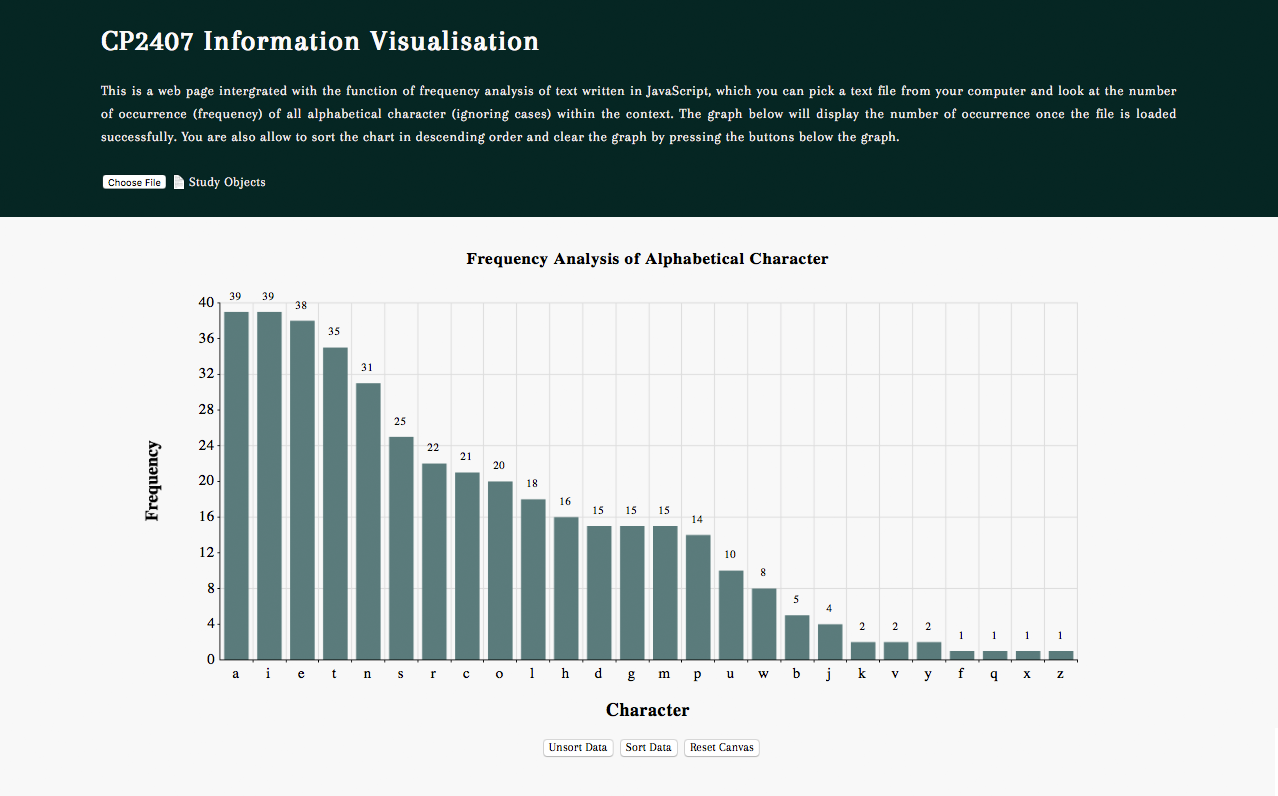 CP2407 Information Visualisation
This is a web page intergrated with the function of frequency analysis of text written in JavaScript, which you can pick a text file from your computer and look at the number
of occurrence (frequency) of all alphabetical character (ignoring cases) within the context. The graph below will display the number of occurrence once the file is loaded
successfully. You are also allow to sort the chart in descending order and clear the graph by pressing the buttons below the graph.
Choose File Study Objects
Frequency Analysis of Alphabetical Character
Frequency
40
36
32
28
24
20
16
12
8
4
0
39 39 38 35 31 25 22 21 20 18 16 15 15 15 14 10 8 5 4 2 2 2 1 1 1 1
a i e t n s r c o l h d g m p u w b j k v y f q x z
Character
Unsort Data Sort Data Reset Canvas